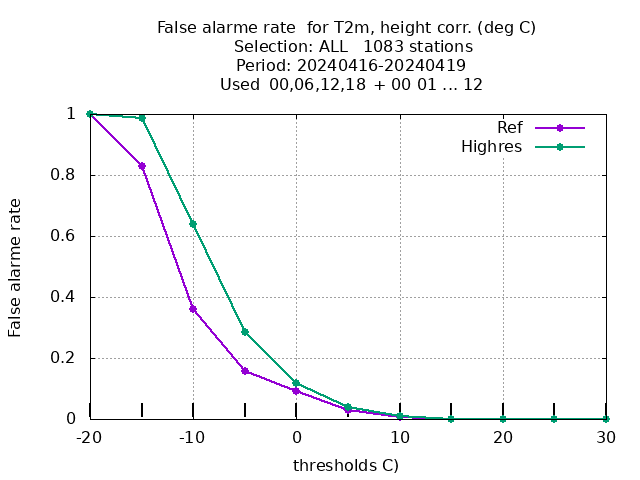 False alarme rate  for T2m, height corr. (deg C)
Selection: ALL   1083 stations
Period: 20240416-20240419
Used  00,06,12,18  + 00 01 ... 12
Ref
Highres
False alarme rate
1
0.8
0.6
0.4
0.2
0
-20
-10
0
10
20
30
thresholds C)